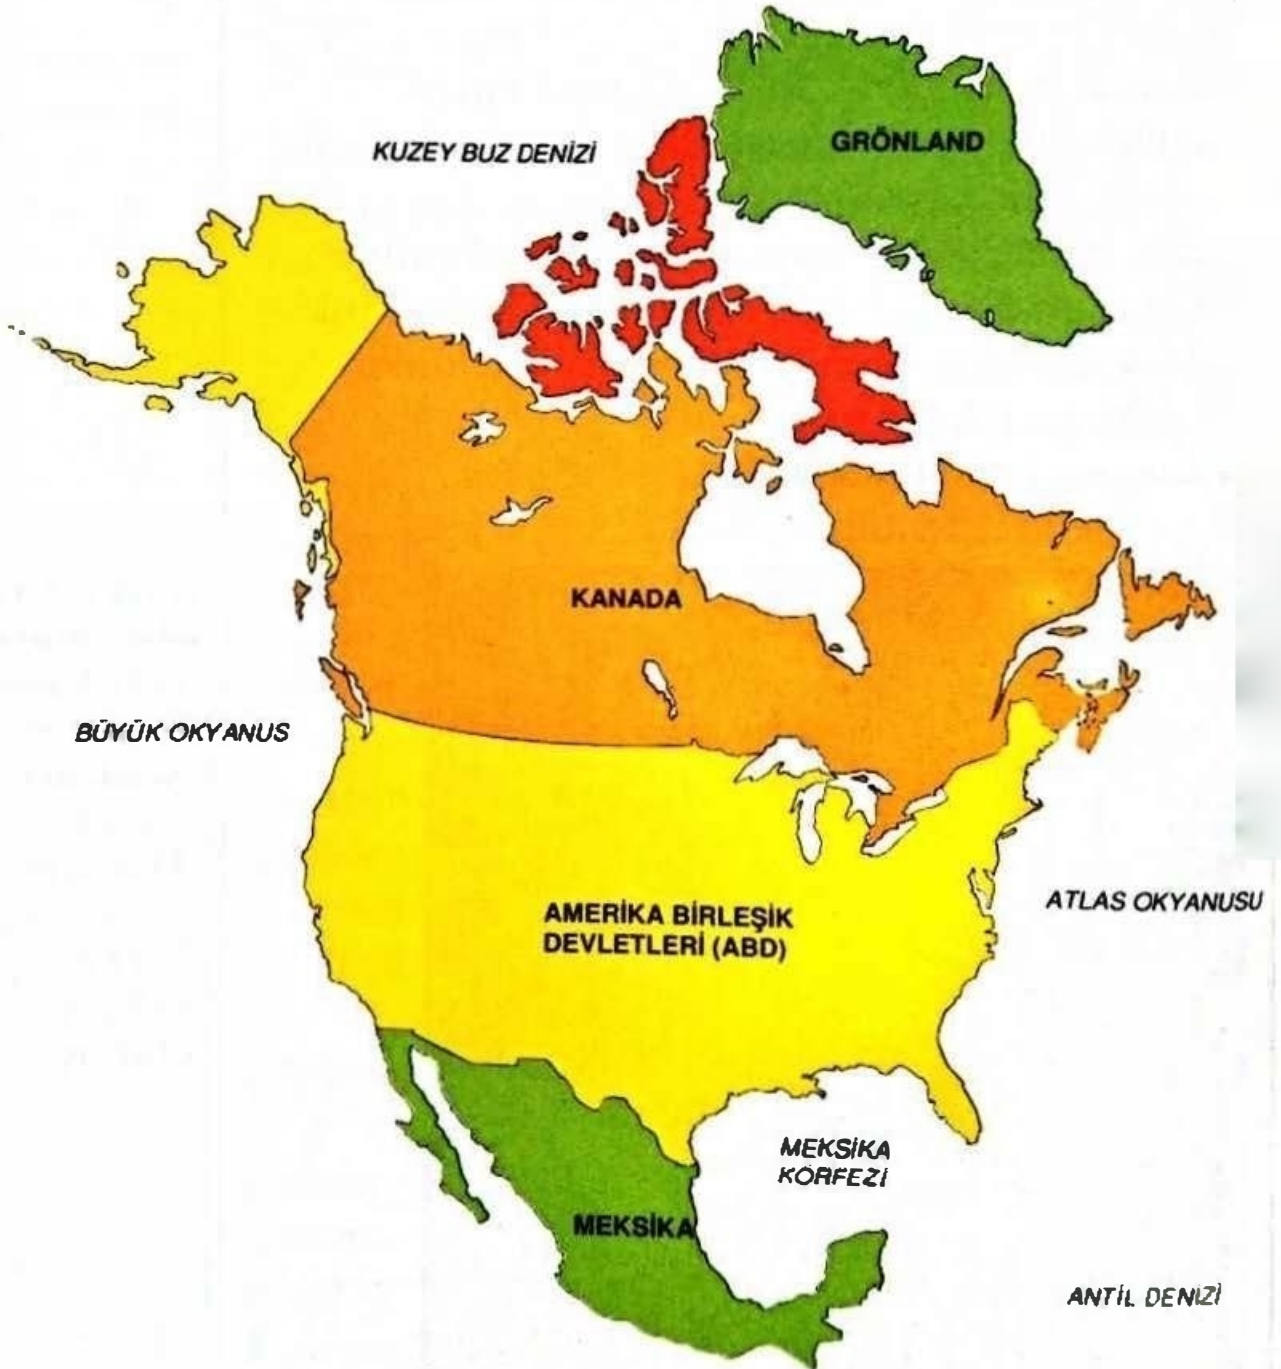 KUZEY BUZ DENİZİ
GRÖNLAND
KANADA
BÜYÜK OKYANUS
AMERİKA BİRLEŞİK
DEVLETLERİ (ABD)
ATLAS OKYANUSU
MEKSİKA
KÖRFEZİ
MEKSİKA
ANTİL DENİZİ